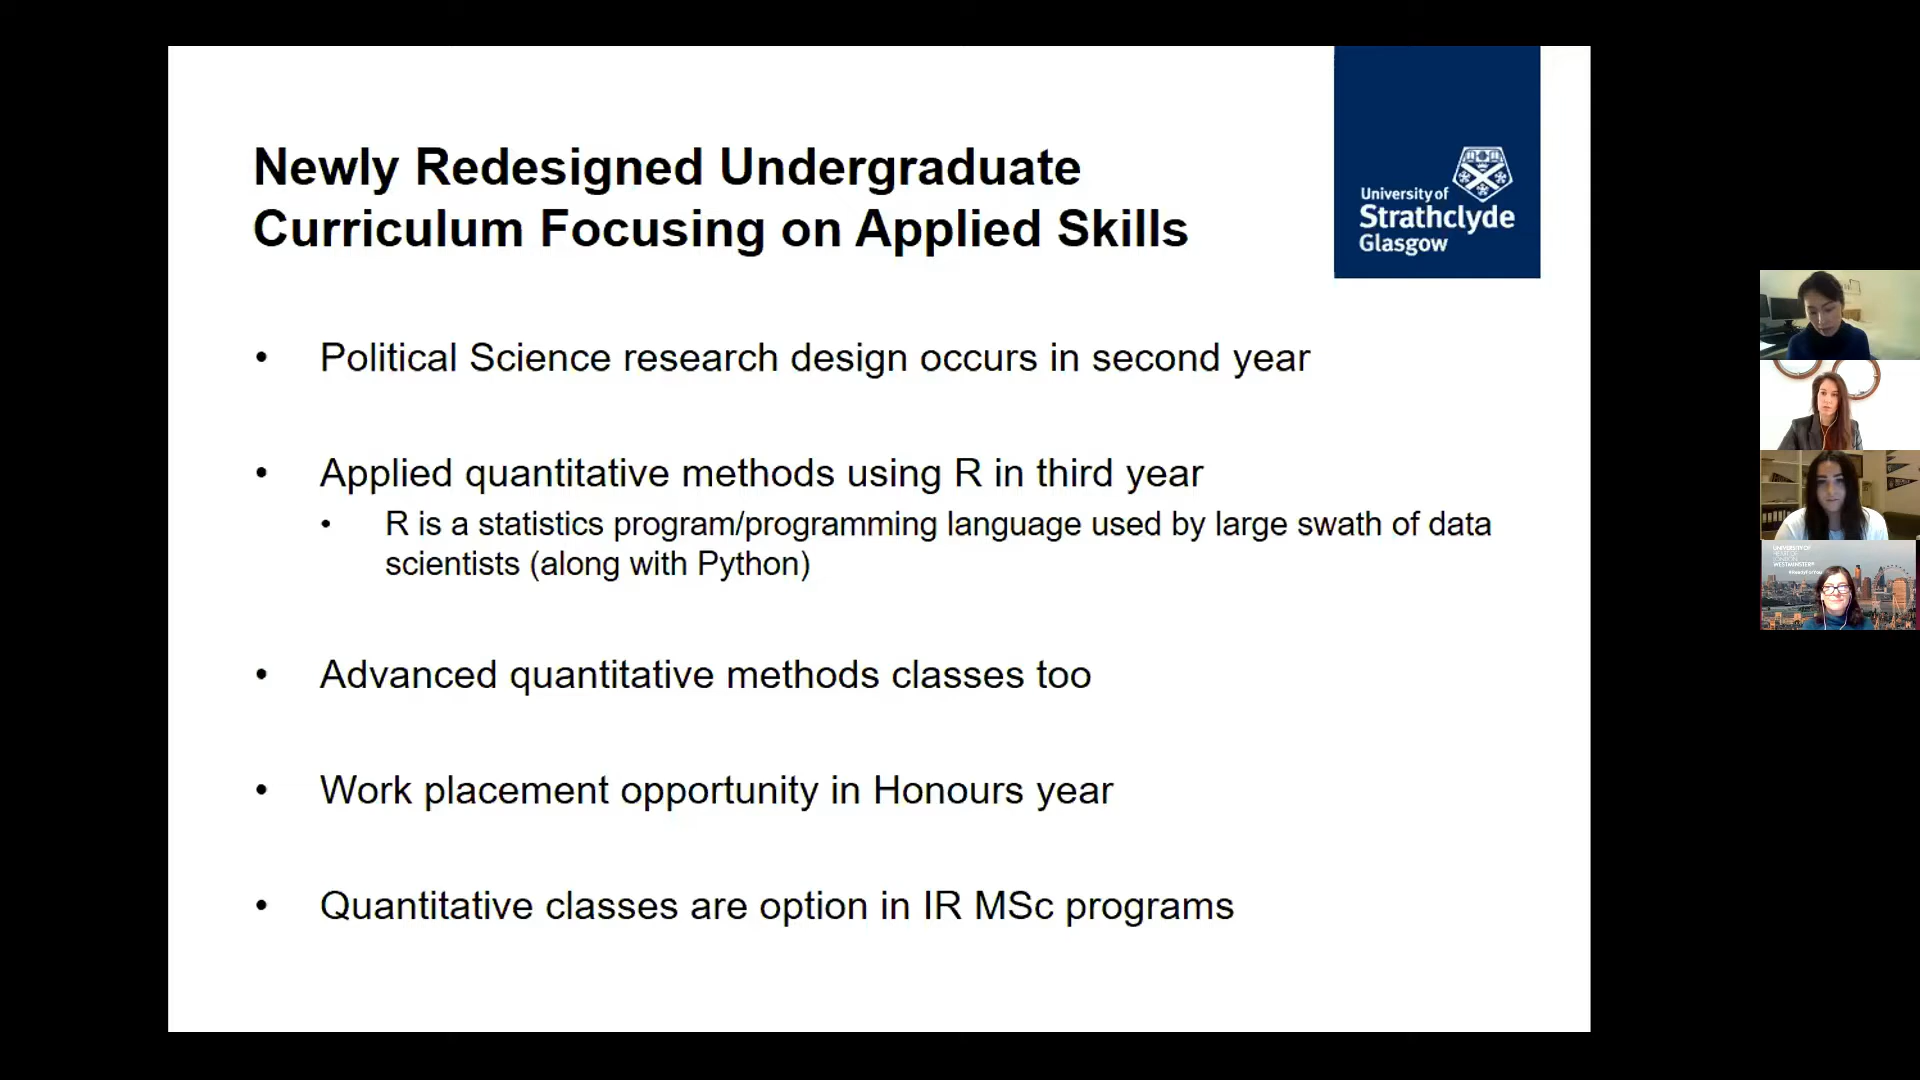 Newly Redesigned Undergraduate
Curriculum Focusing on Applied Skills
University of
Strathclyde
Glasgow
• Political Science research design occurs in second year
• Applied quantitative methods using R in third year
• R is a statistics program/programming language used by large swath of data
scientists (along with Python)
• Advanced quantitative methods classes too
• Work placement opportunity in Honours year
• Quantitative classes are option in IR MSc programs
UNIVERSITY OF
WESTMINSTER